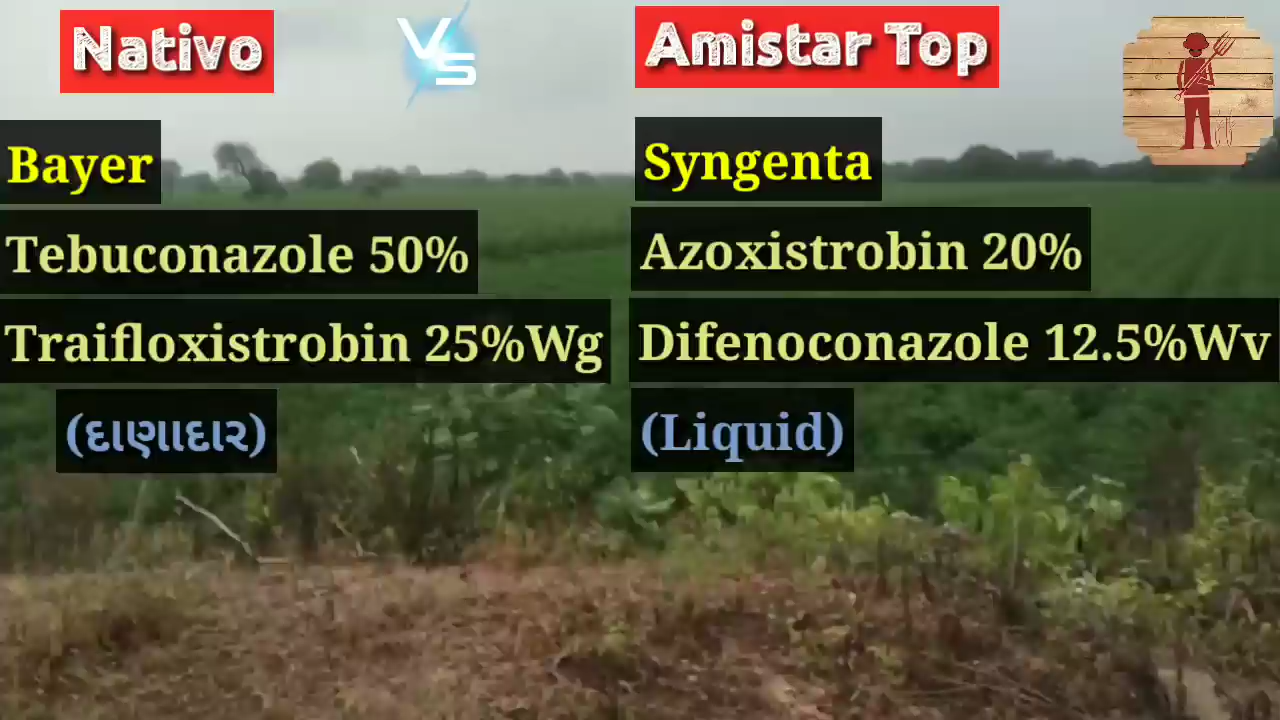 Nativo
VS
Amistar Top
Bayer
Tebuconazole 50%
Traifloxistrobin 25%Wg
(દાણાદાર)
Syngenta
Azoxistrobin 20%
Difenoconazole 12.5%Wv
(Liquid)